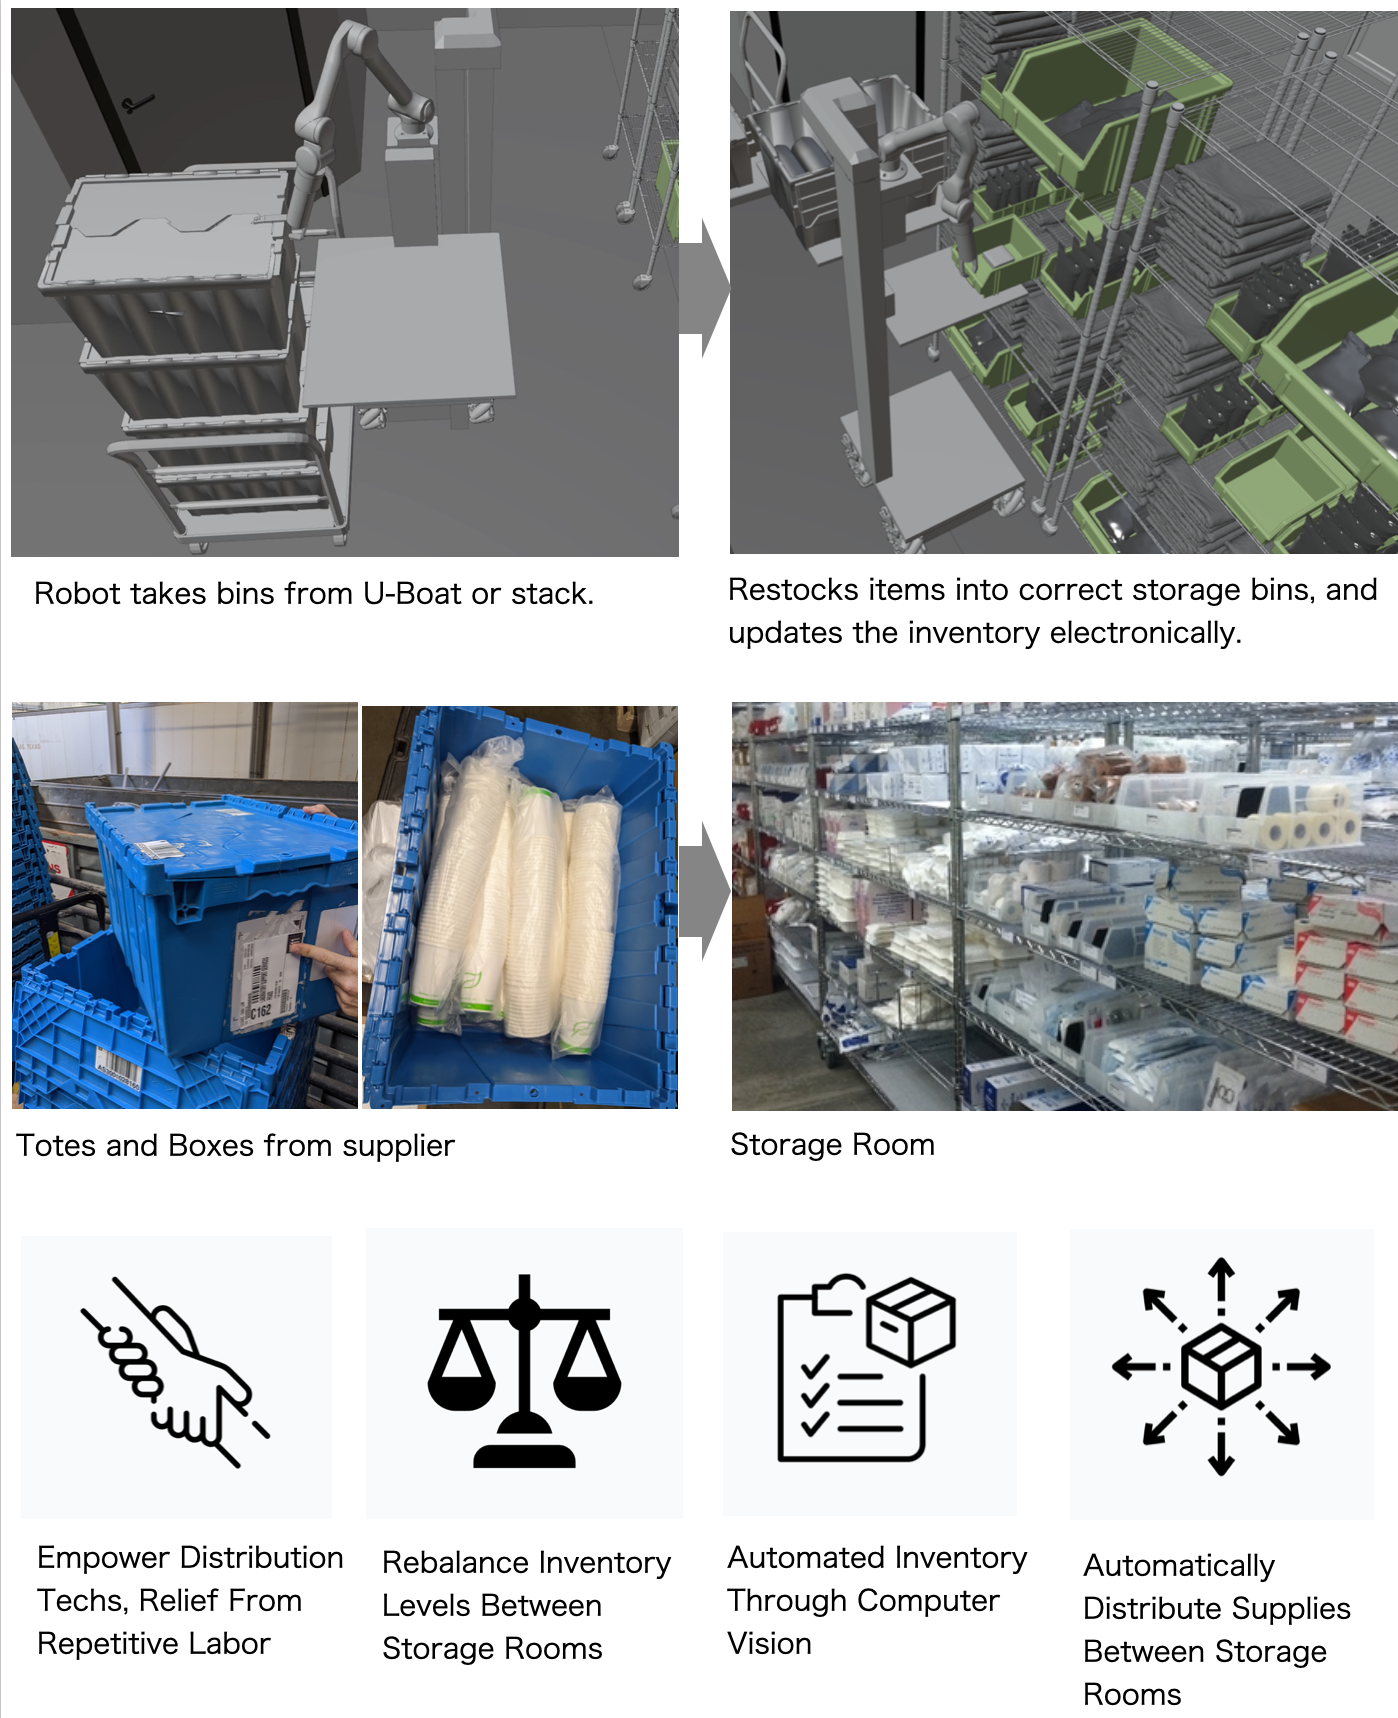 Robot takes bins from U-Boat or stack.
Restocks items into correct storage bins, and
updates the inventory electronically.
C162
Totes and Boxes from supplier
Storage Room
Empower Distribution
Techs, Relief From
Repetitive Labor
Rebalance Inventory
Levels Between
Storage Rooms
Automated Inventory
Through Computer
Vision
Automatically
Distribute Supplies
Between Storage
Rooms